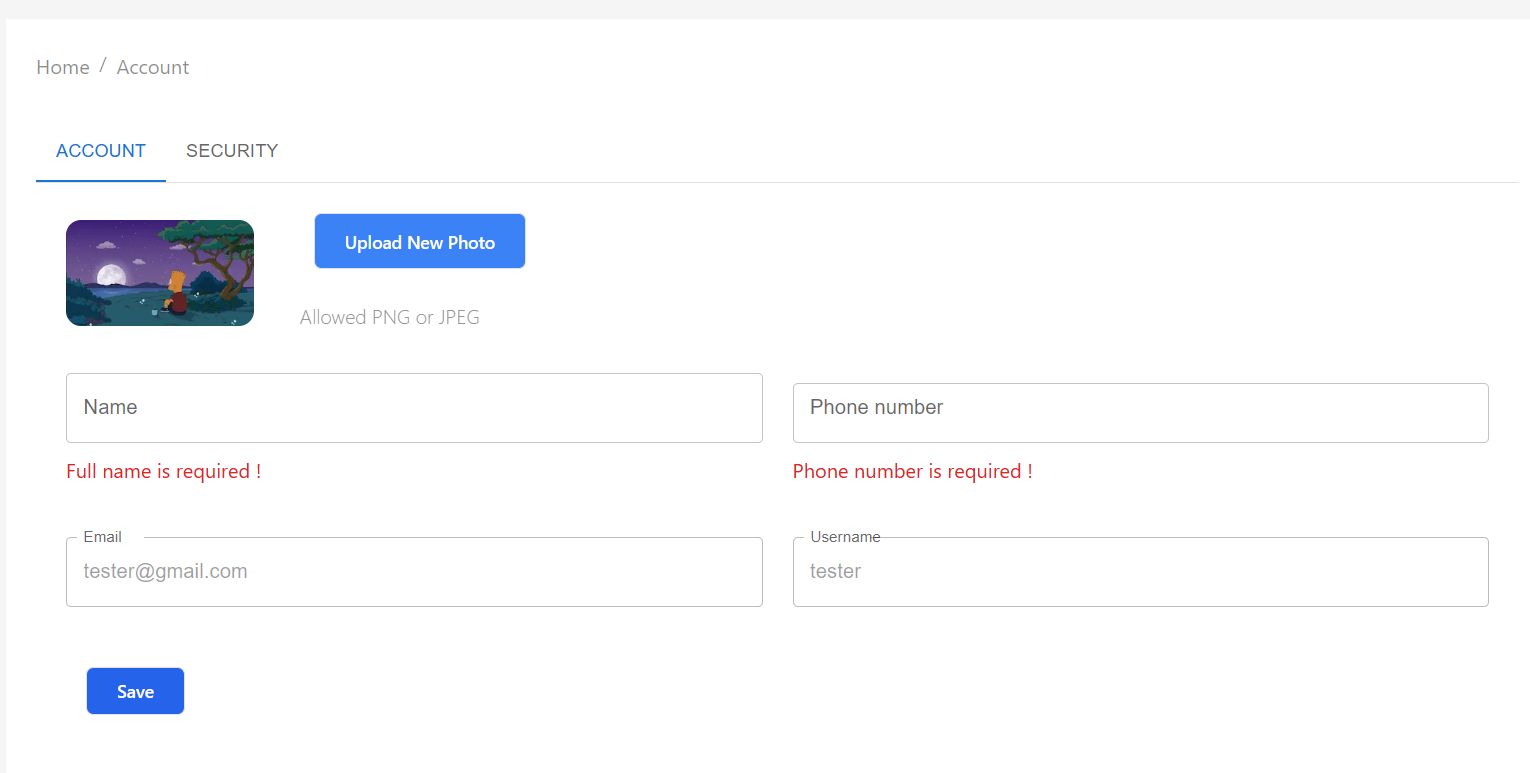 Home / Account
ACCOUNT SECURITY
Upload New Photo
Allowed PNG or JPEG
Name Phone number
Full name is required ! Phone number is required !
Email Username
tester@gmail.com tester
Save